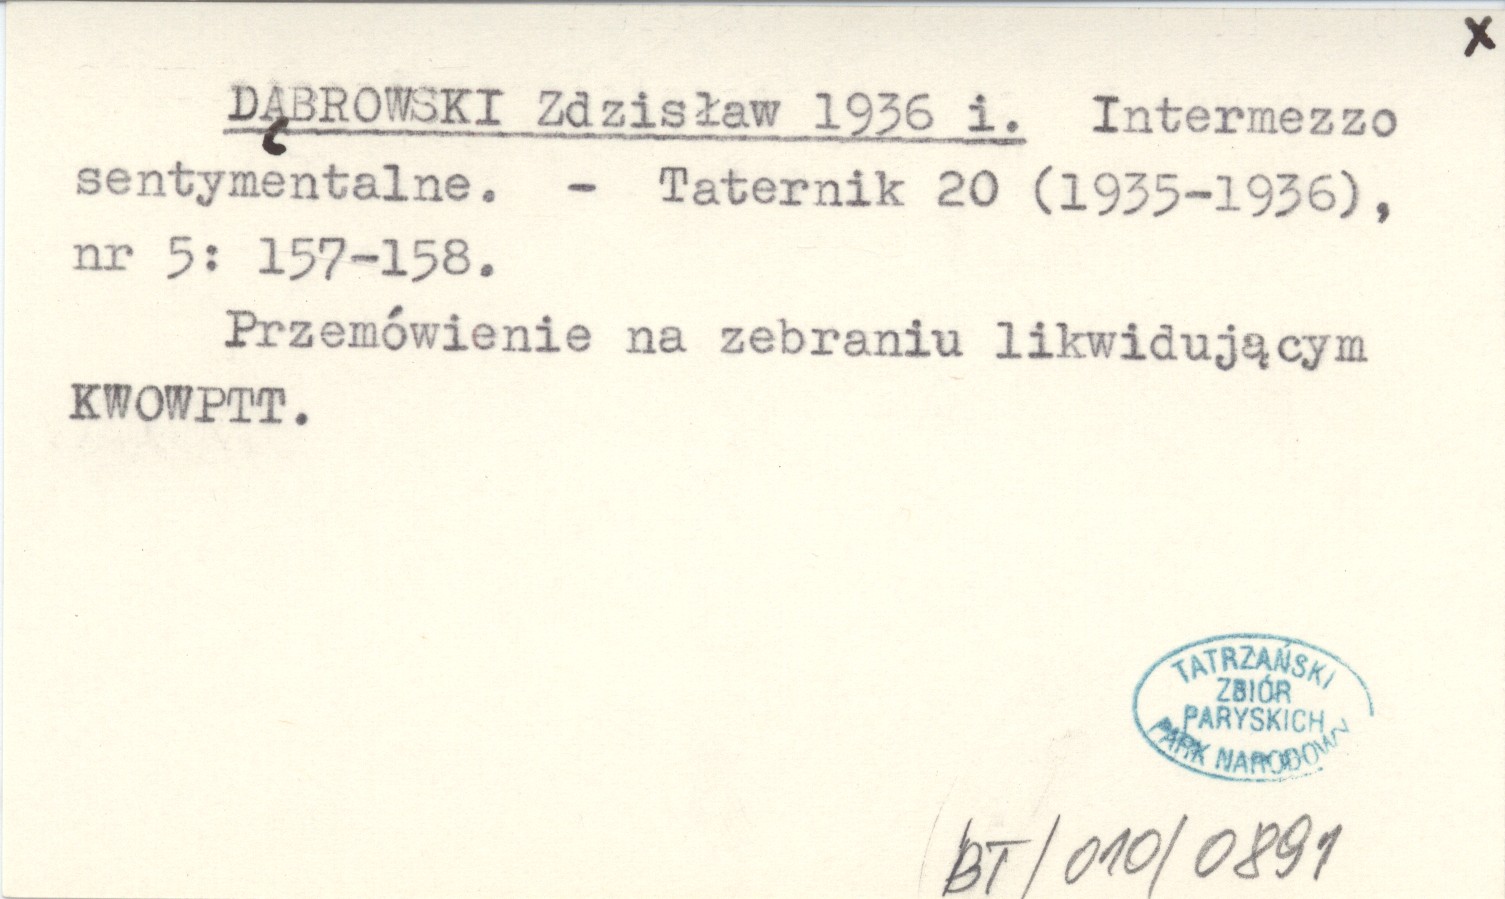 x
DĄBROWSKI Zdzisław 1936 i. Intermezzo
sentymentalne. - Taternik 20 (1935-1936),
nr 5: 157-158.
Przemówienie na zebraniu likwidującym
KWOWPTT.
TATRZAŃSKI
ZBIÓR
PARYSKICH
PARK NARODOWY
BT/010/0891